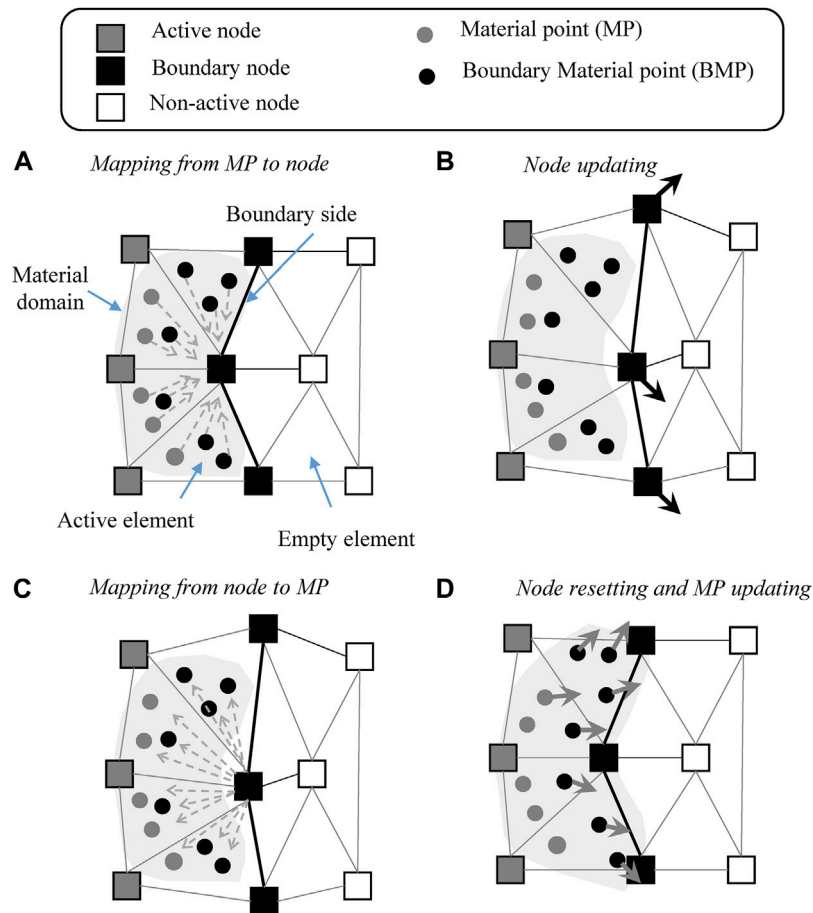 Active node
Material point (MP)
Boundary node
Boundary Material point (BMP)
Non-active node
A
Mapping from MP to node
B
Node updating
Boundary side
Material
domain
Active element
Empty element
C
Mapping from node to MP
D
Node resetting and MP updating